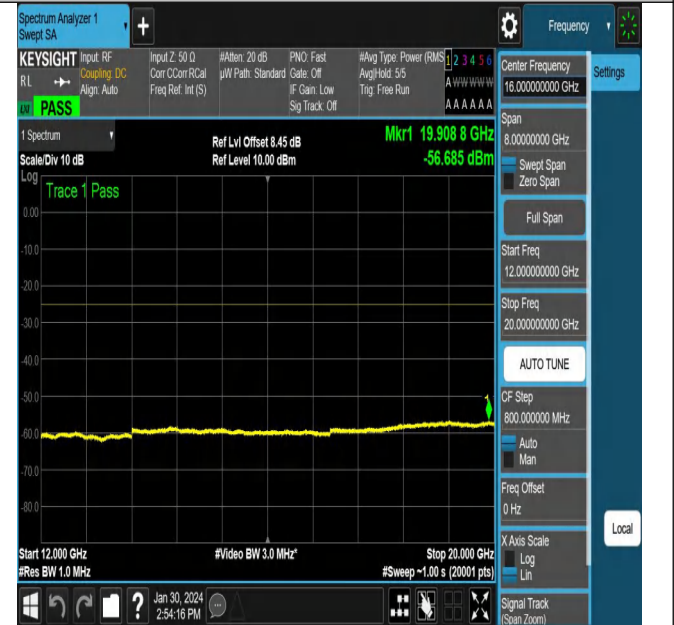 Spectrum Analyzer 1
Swept SA
+
Frequency
KEYSIGHT
RL
PASS
Input: RF
Coupling: DC
Align: Auto
Input Z: 50 Ω
Corr CCorr RCal
Freq Ref: Int (S)
#Atten: 20 dB
µW Path: Standard
PNO: Fast
Gate: Off
IF Gain: Low
Sig Track: Off
#Avg Type: Power (RMS
Avg|Hold: 5/5
Trig: Free Run
1 2 3 4 5 6
A W W W W W
A A A A A A
1 Spectrum
Scale/Div 10 dB
Ref Lvl Offset 8.45 dB
Ref Level 10.00 dBm
Mkr1 19.908 8 GHz
-56.685 dBm
Log
Trace 1 Pass
0.00
-10.0
-20.0
-30.0
-40.0
-50.0
-60.0
-70.0
-80.0
1
Start 12.000 GHz
#Res BW 1.0 MHz
#Video BW 3.0 MHz*
Stop 20.000 GHz
#Sweep ~1.00 s (20001 pts)
Center Frequency
16.000000000 GHz
Settings
Span
8.00000000 GHz
Swept Span
Zero Span
Full Span
Start Freq
12.000000000 GHz
Stop Freq
20.000000000 GHz
AUTO TUNE
CF Step
800.000000 MHz
Auto
Man
Freq Offset
0 Hz
X Axis Scale
Log
Lin
Signal Track
(Span Zoom)
Local
?
Jan 30, 2024
2:54:16 PM